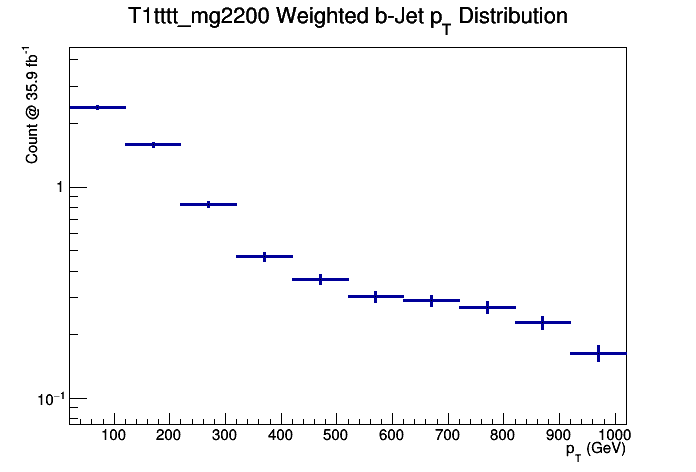 T1tttt_mg2200 Weighted b-Jet p_T Distribution
Count @ 35.9 fb^-1
1
10^-1
100 200 300 400 500 600 700 800 900 1000
p_T (GeV)